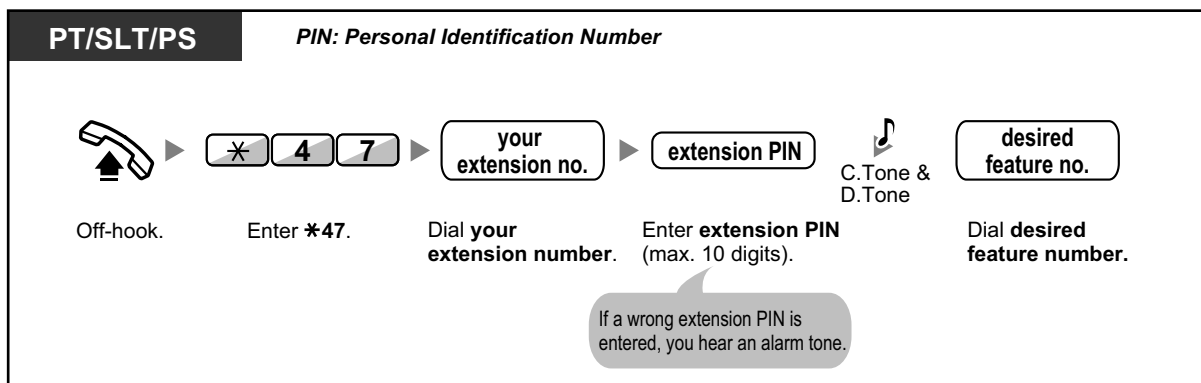 PT/SLT/PS
PIN: Personal Identification Number
* 4 7
your
extension no.
extension PIN
C.Tone &
D.Tone
desired
feature no.
Off-hook.
Enter *47.
Dial your
extension number.
Enter extension PIN
(max. 10 digits).
Dial desired
feature number.
If a wrong extension PIN is
entered, you hear an alarm tone.